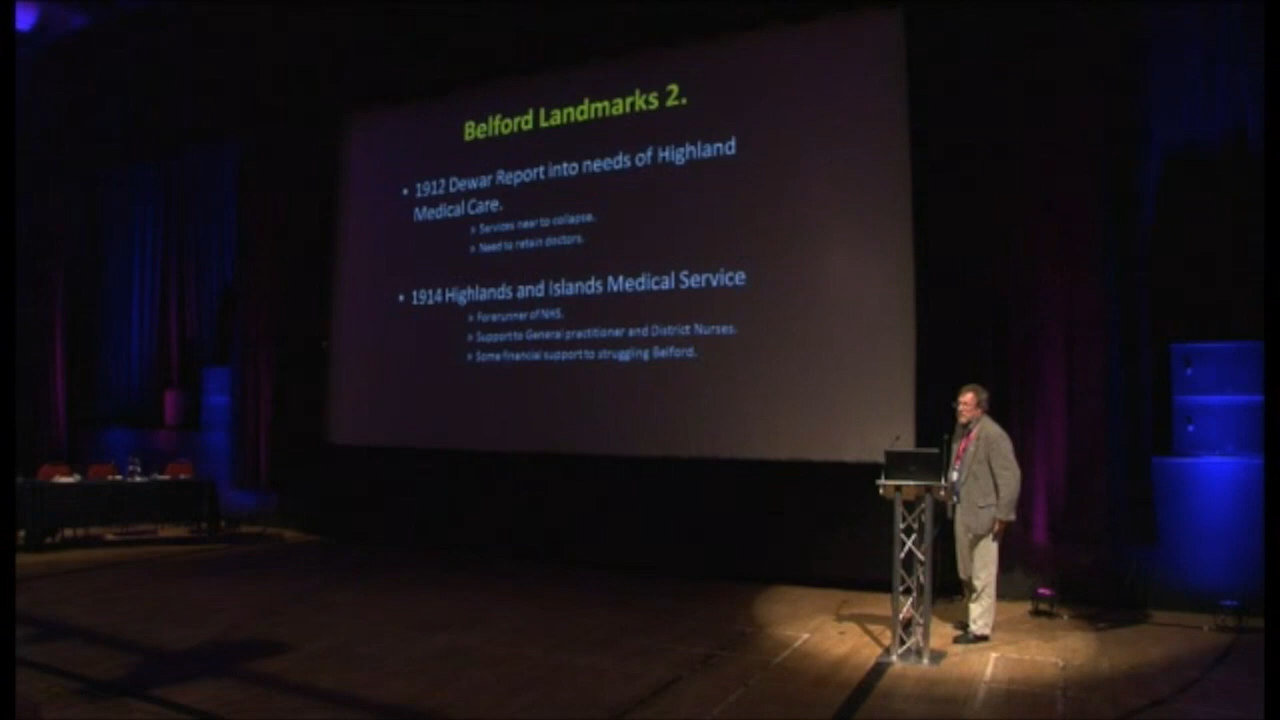 Belford Landmarks 2.
• 1912 Dewar Report into needs of Highland
Medical Care.
» Services near to collapse.
» Need to retain doctors.
• 1914 Highlands and Islands Medical Service
» Forerunner of NHS.
» Support to General practitioner and District Nurses.
» Some financial support to struggling Belford.